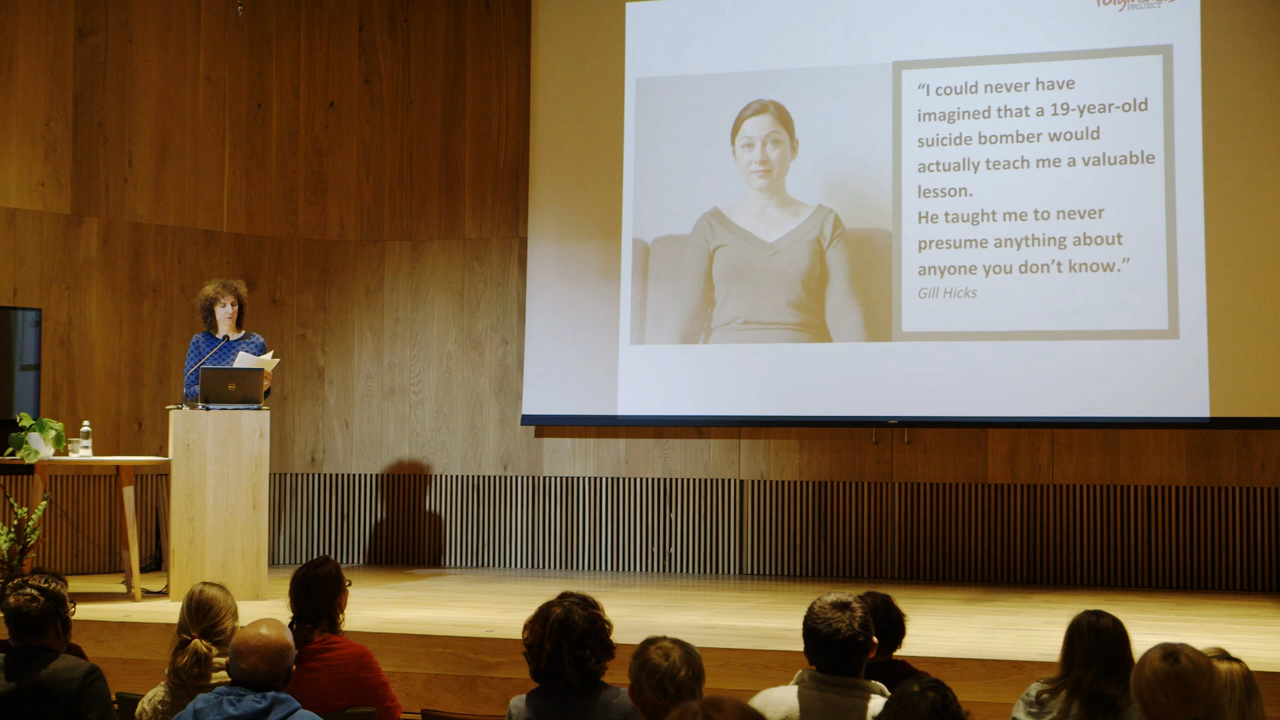 PROJECT
“I could never have
imagined that a 19-year-old
suicide bomber would
actually teach me a valuable
lesson.
He taught me to never
presume anything about
anyone you don’t know.”
Gill Hicks